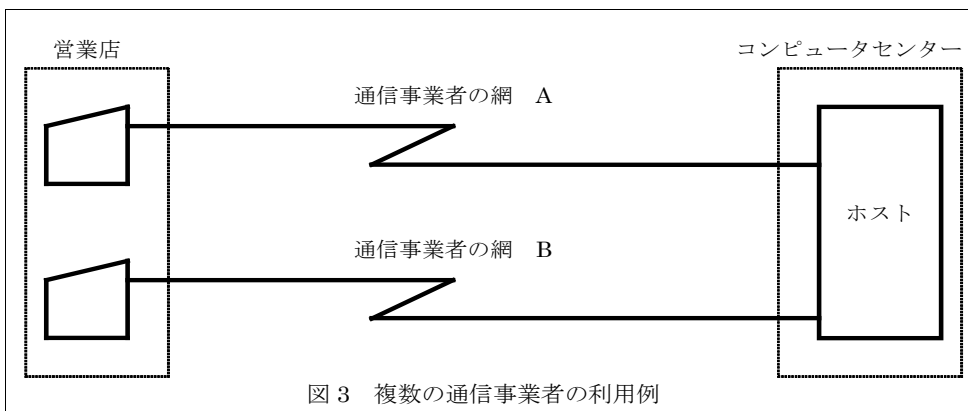 営業店
コンピュータセンター
通信事業者の網　A
ホスト
通信事業者の網　B
図 3　複数の通信事業者の利用例